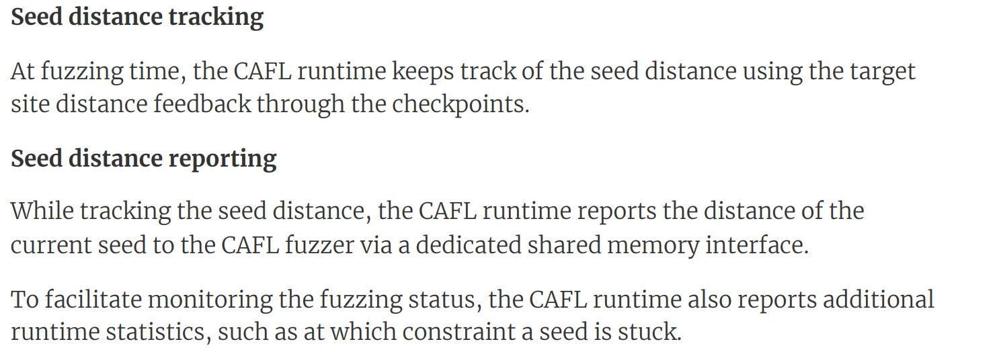 Seed distance tracking
At fuzzing time, the CAFL runtime keeps track of the seed distance using the target
site distance feedback through the checkpoints.
Seed distance reporting
While tracking the seed distance, the CAFL runtime reports the distance of the
current seed to the CAFL fuzzer via a dedicated shared memory interface.
To facilitate monitoring the fuzzing status, the CAFL runtime also reports additional
runtime statistics, such as at which constraint a seed is stuck.